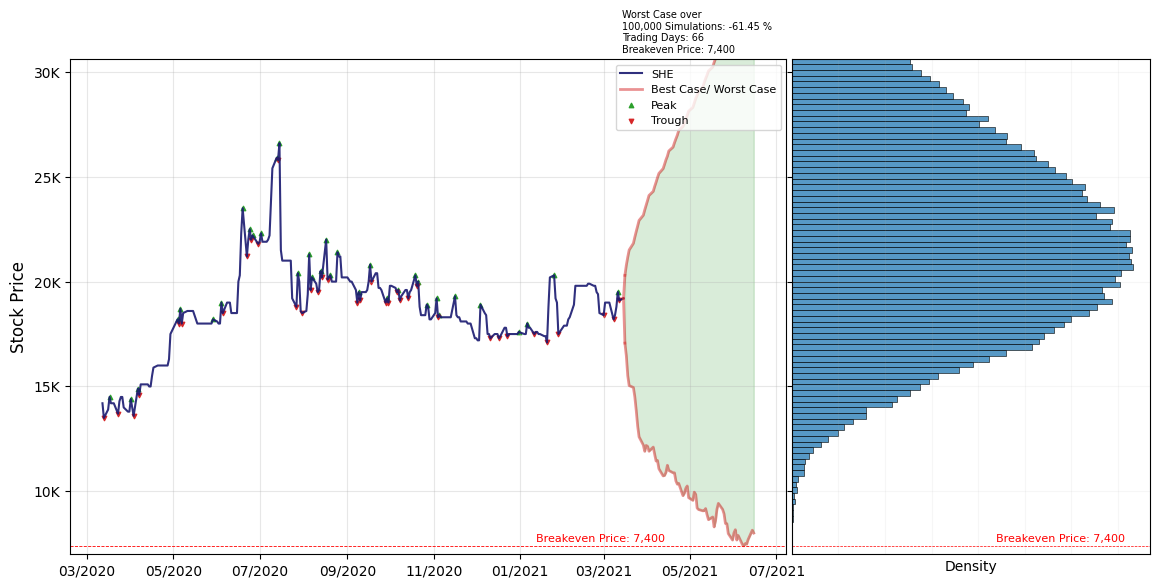 Worst Case over
100,000 Simulations: -61.45 %
Trading Days: 66
Breakeven Price: 7,400
30K
25K
20K
15K
10K
Stock Price
SHE
Best Case/ Worst Case
Peak
Trough
Breakeven Price: 7,400
Breakeven Price: 7,400
03/2020
05/2020
07/2020
09/2020
11/2020
01/2021
03/2021
05/2021
07/2021
Density